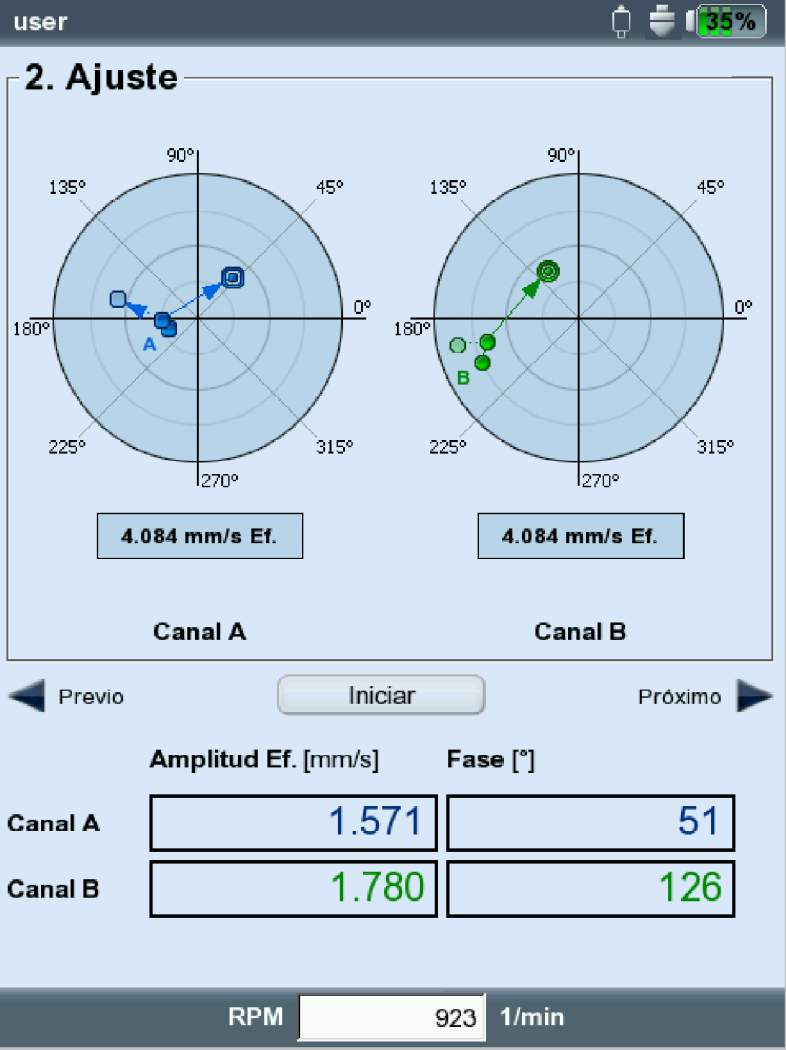 user
35%
2. Ajuste
90° 90°
135° 45° 135° 45°
0° 0°
180° 180°
A B
225° 315° 225° 315°
270° 270°
4.084 mm/s Ef. 4.084 mm/s Ef.
Canal A Canal B
Previo Iniciar Próximo
Amplitud Ef. [mm/s] Fase [°]
Canal A 1.571 51
Canal B 1.780 126
RPM 923 1/min